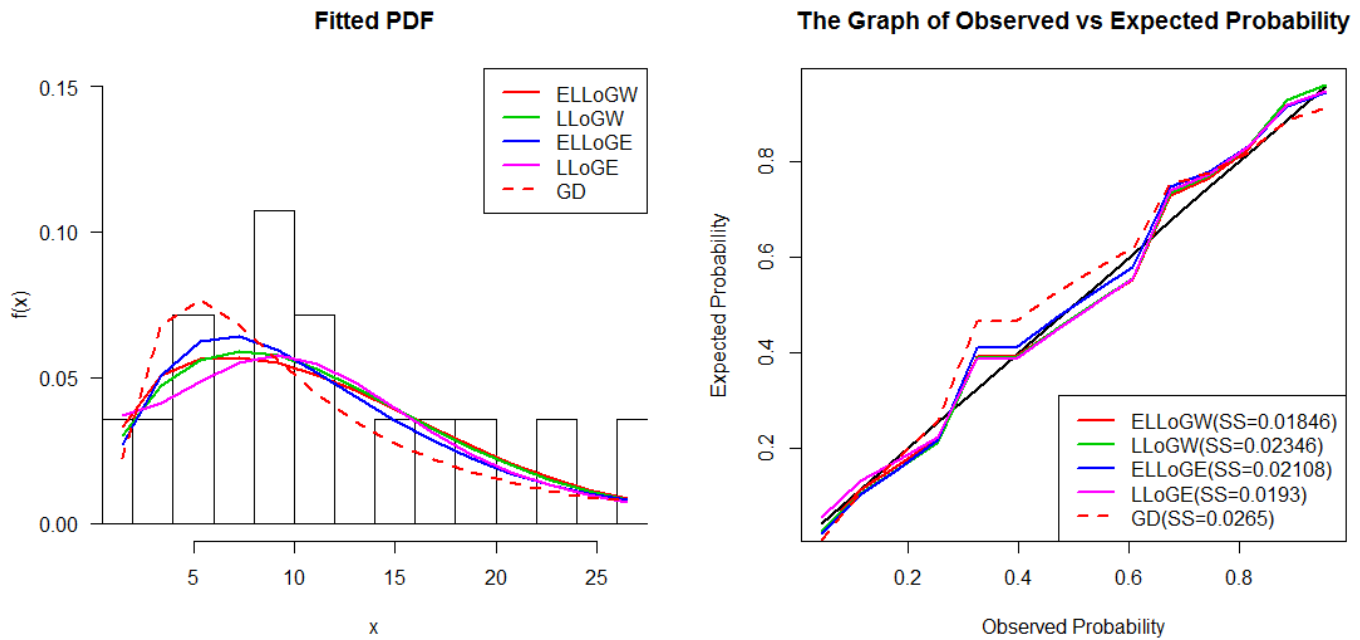 Fitted PDF
ELLoGW
LLoGW
ELLoGE
LLoGE
GD
f(x)
0.15
0.10
0.05
0.00
5
10
15
20
25
x
The Graph of Observed vs Expected Probability
Expected Probability
0.8
0.6
0.4
0.2
ELLoGW(SS=0.01846)
LLoGW(SS=0.02346)
ELLoGE(SS=0.02108)
LLoGE(SS=0.0193)
GD(SS=0.0265)
0.2
0.4
0.6
0.8
Observed Probability